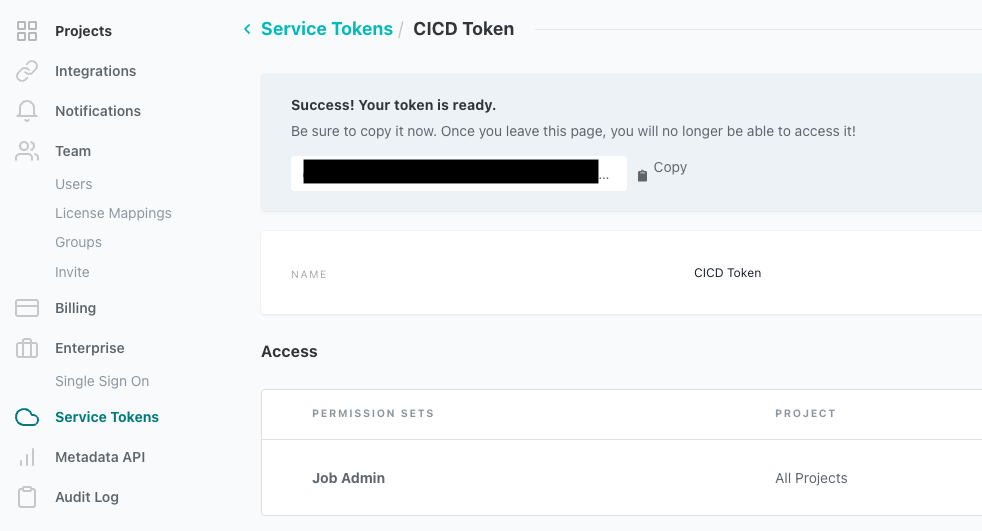 Projects
Integrations
Notifications
Team
Users
License Mappings
Groups
Invite
Billing
Enterprise
Single Sign On
Service Tokens
Metadata API
Audit Log
Service Tokens / CICD Token
Success! Your token is ready.
Be sure to copy it now. Once you leave this page, you will no longer be able to access it!
... Copy
NAME CICD Token
Access
PERMISSION SETS PROJECT
Job Admin All Projects